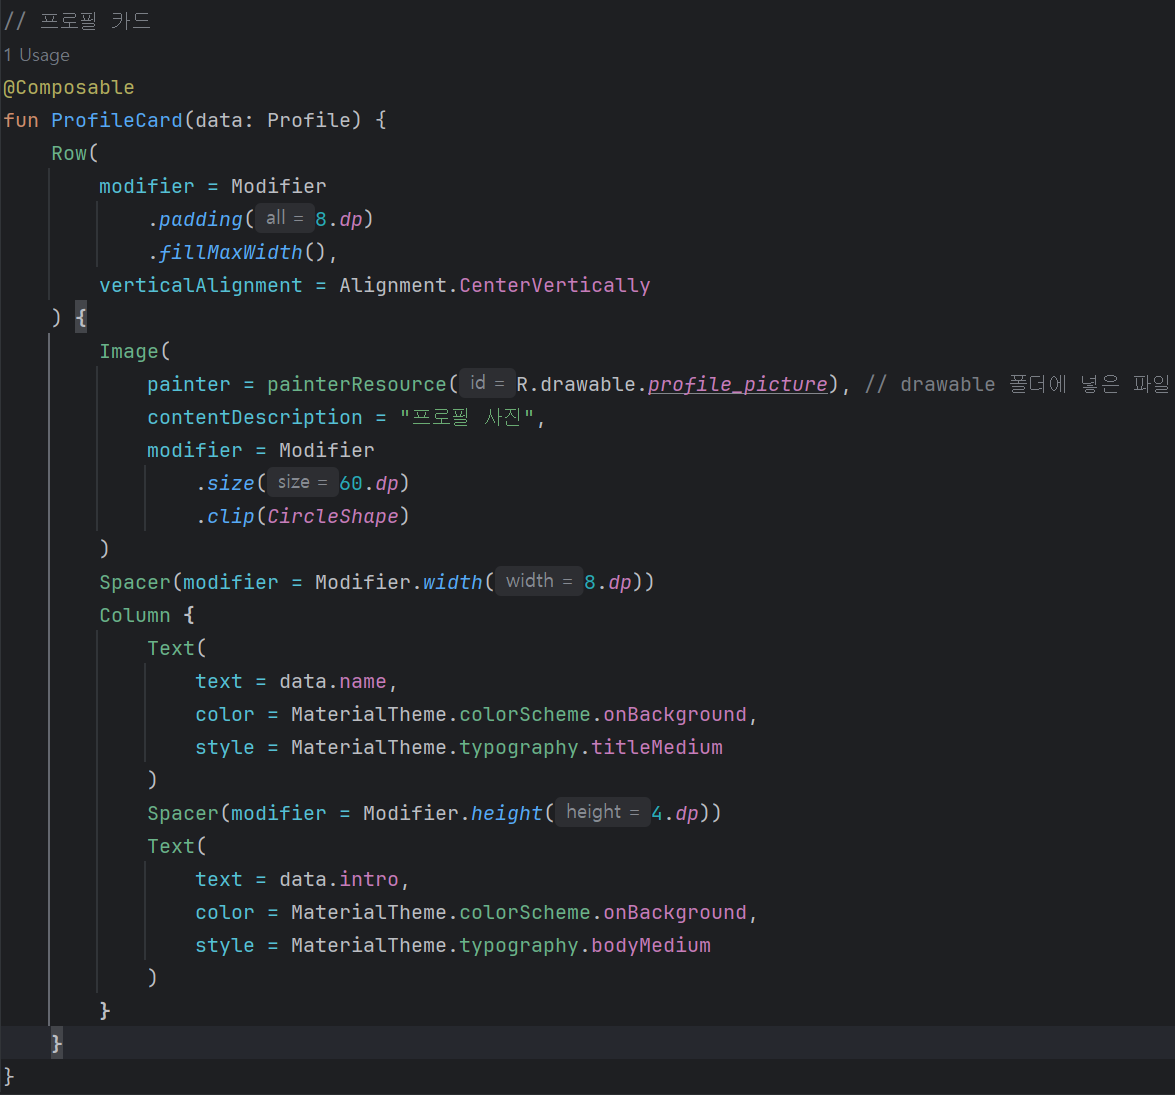 // 프로필 카드
1 Usage
@Composable
fun ProfileCard(data: Profile) {
    Row(
        modifier = Modifier
            .padding( all = 8.dp)
            .fillMaxWidth(),
        verticalAlignment = Alignment.CenterVertically
    ) {
        Image(
            painter = painterResource( id = R.drawable.profile_picture), // drawable 폴더에 넣은 파일
            contentDescription = "프로필 사진",
            modifier = Modifier
                .size( size = 60.dp)
                .clip(CircleShape)
        )
        Spacer(modifier = Modifier.width( width = 8.dp))
        Column {
            Text(
                text = data.name,
                color = MaterialTheme.colorScheme.onBackground,
                style = MaterialTheme.typography.titleMedium
            )
            Spacer(modifier = Modifier.height( height = 4.dp))
            Text(
                text = data.intro,
                color = MaterialTheme.colorScheme.onBackground,
                style = MaterialTheme.typography.bodyMedium
            )
        }
    }
}